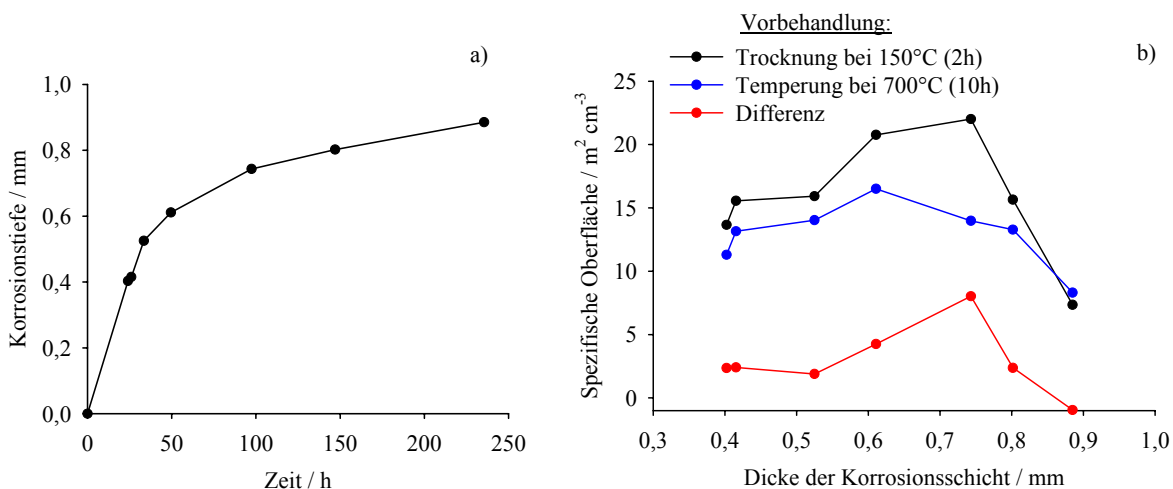 a)
Korrosionstiefe / mm
1,0
0,8
0,6
0,4
0,2
0,0
0 50 100 150 200 250
Zeit / h
Vorbehandlung:
Trocknung bei 150°C (2h)
Temperung bei 700°C (10h)
Differenz
b)
Spezifische Oberfläche / m² cm⁻³
25
20
15
10
5
0
0,3 0,4 0,5 0,6 0,7 0,8 0,9 1,0
Dicke der Korrosionsschicht / mm